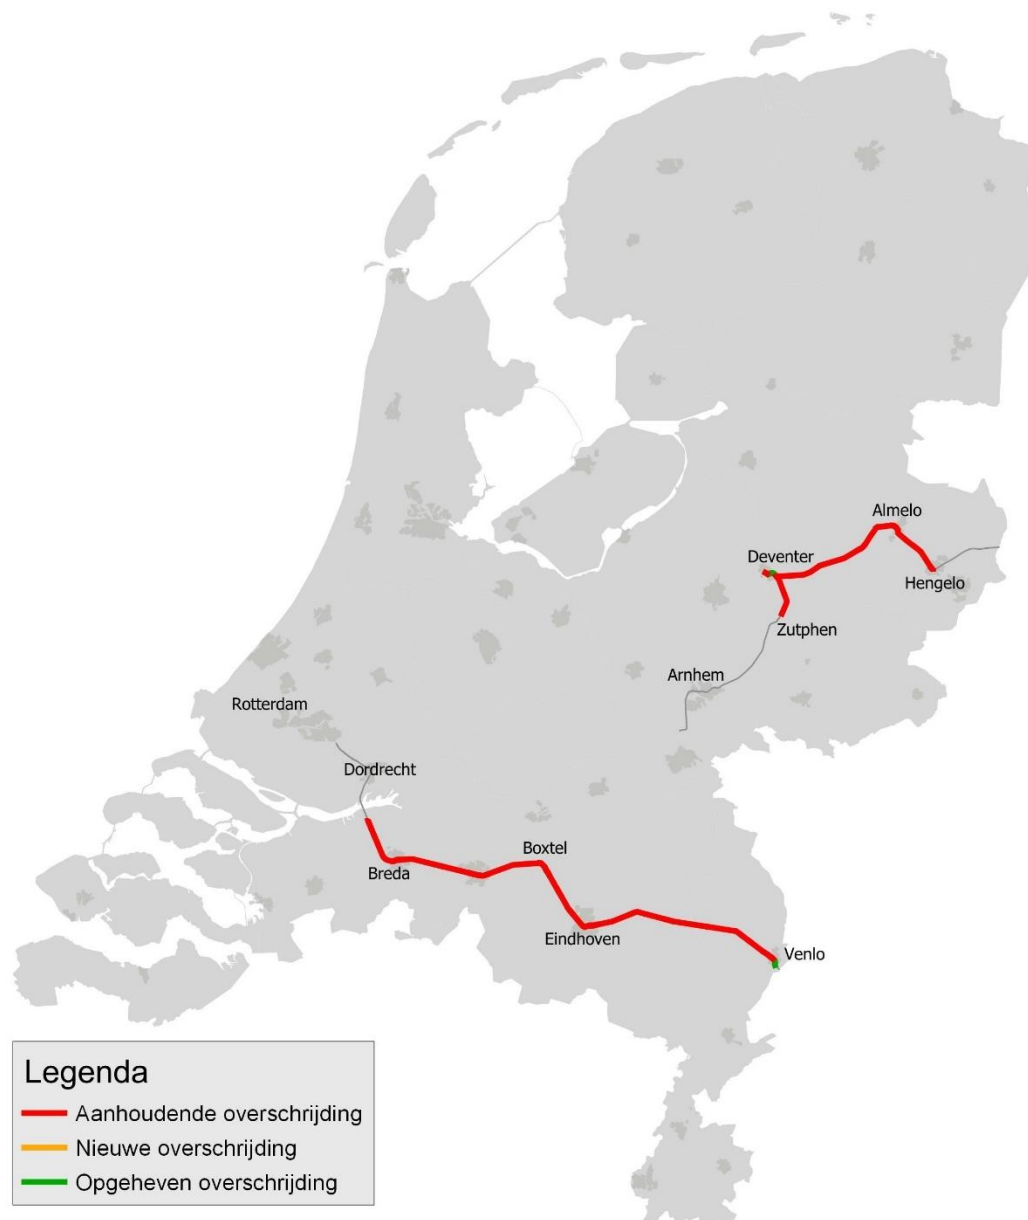 Almelo
Deventer
Hengelo
Zutphen
Arnhem
Rotterdam
Dordrecht
Boxtel
Breda
Eindhoven
Venlo
Legenda
Aanhoudende overschrijding
Nieuwe overschrijding
Opgeheven overschrijding